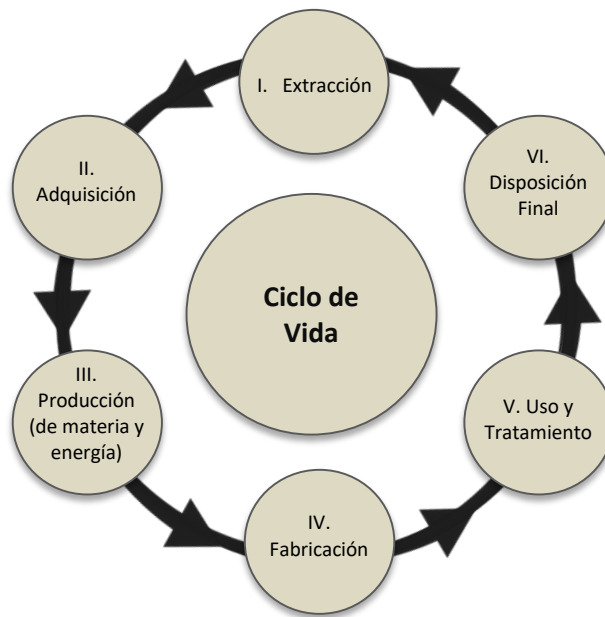 I. Extracción
II.
Adquisición
III.
Producción
(de materia y
energía)
IV.
Fabricación
V. Uso y
Tratamiento
VI.
Disposición
Final
Ciclo de
Vida